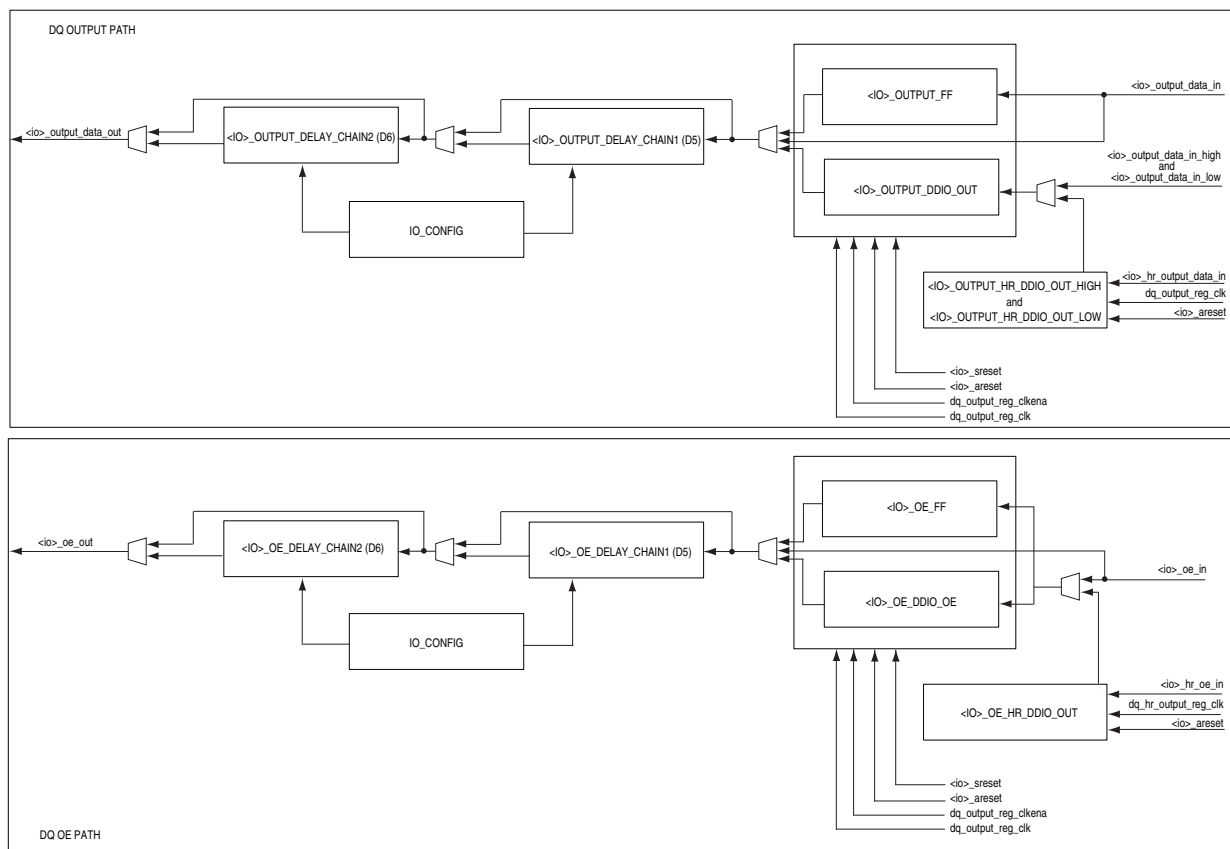 DQ OUTPUT PATH
<IO>_OUTPUT_FF
<io>_output_data_in
<io>_output_data_out
<IO>_OUTPUT_DELAY_CHAIN2 (D6)
<IO>_OUTPUT_DELAY_CHAIN1 (D5)
<io>_output_data_in_high
and
<io>_output_data_in_low
<IO>_OUTPUT_DDIO_OUT
IO_CONFIG
<IO>_OUTPUT_HR_DDIO_OUT_HIGH
and
<IO>_OUTPUT_HR_DDIO_OUT_LOW
<io>_hr_output_data_in
dq_output_reg_clk
<io>_areset
<io>_sreset
<io>_areset
dq_output_reg_clkena
dq_output_reg_clk
<IO>_OE_FF
<io>_oe_out
<IO>_OE_DELAY_CHAIN2 (D6)
<IO>_OE_DELAY_CHAIN1 (D5)
<io>_oe_in
<IO>_OE_DDIO_OE
IO_CONFIG
<IO>_OE_HR_DDIO_OUT
<io>_hr_oe_in
dq_hr_output_reg_clk
<io>_areset
<io>_sreset
<io>_areset
dq_output_reg_clkena
dq_output_reg_clk
DQ OE PATH